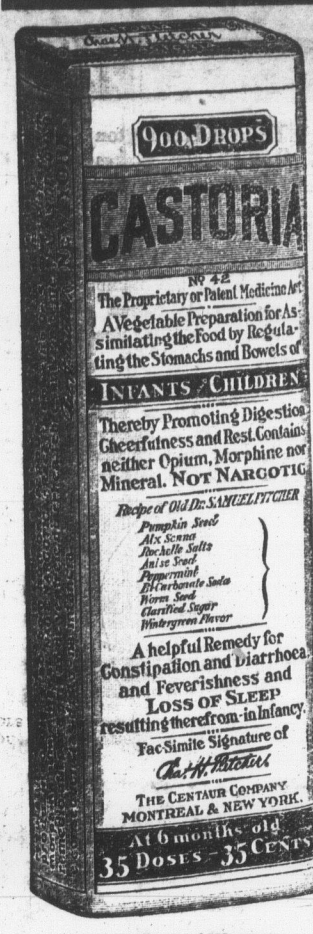 Chas. H. Fletcher
900 DROPS
CASTORIA
No 42
The Proprietary or Patent Medicine Act
A Vegetable Preparation for As-
similating the Food by Regula-
ting the Stomachs and Bowels of
INFANTS AND CHILDREN
Thereby Promoting Digestion
Cheerfulness and Rest. Contains
neither Opium, Morphine nor
Mineral. NOT NARCOTIC
Recipe of Old Dr. SAMUEL PITCHER
Pumpkin Seed
Alx Senna
Rochelle Salts
Anise Seed
Peppermint
Bi Carbonate Soda
Worm Seed
Clarified Sugar
Wintergreen Flavor
A helpful Remedy for
Constipation and Diarrhoea
and Feverishness and
LOSS OF SLEEP
resulting therefrom-in Infancy.
Fac Simile Signature of
Chas. H. Fletcher
THE CENTAUR COMPANY
MONTREAL & NEW YORK.
At 6 months old
35 DOSES - 35 CENTS